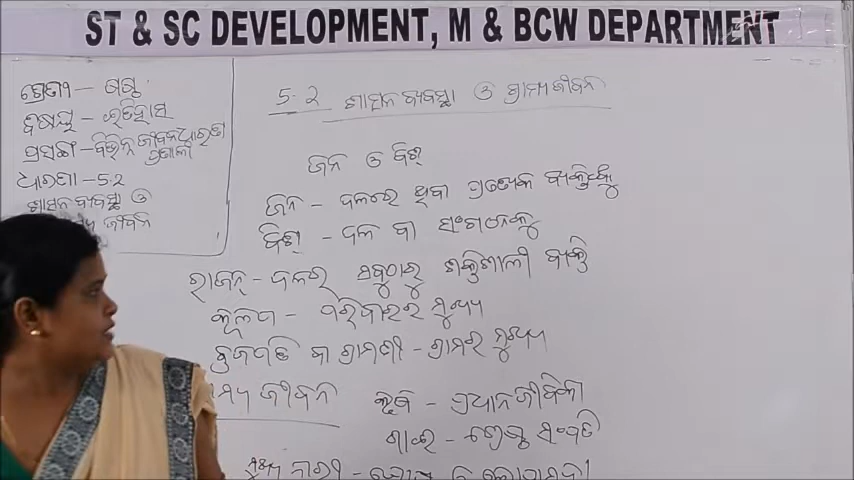 ST & SC DEVELOPMENT, M & BCW DEPARTMENT
ଶ୍ରେଣୀ - ଷଷ୍ଠ
ବିଷୟ - ଇତିହାସ
ପ୍ରସଙ୍ଗ - ବିଭିନ୍ନ ଜୀବନଧାରଣ
ପ୍ରଣାଳୀ
ଧାରଣା - 5.2
ଶାସନ ବ୍ୟବସ୍ଥା ଓ
ଜୀବନ
5.2 ଶାସନ ବ୍ୟବସ୍ଥା ଓ ଗ୍ରାମ୍ୟ ଜୀବନ
ଜନ ଓ ବିଶ୍
ଜନ - ଦଳରେ ଥିବା ପ୍ରତ୍ୟେକ ବ୍ୟକ୍ତିଙ୍କୁ
ବିଶ୍ - ଦଳ ବା ସଂଗଠନକୁ
ରାଜନ୍ - ଦଳର ସବୁଠାରୁ ଶକ୍ତିଶାଳୀ ବ୍ୟକ୍ତି
କୂଳପ - ପରିବାରର ମୁଖ୍ୟ
ବ୍ରଜପତି ବା ଗ୍ରାମଣୀ - ଗ୍ରାମର ମୁଖ୍ୟ
ଜୀବନ
କୃଷି - ପ୍ରଧାନ ଜୀବିକା
ଗାଈ - ଶ୍ରେଷ୍ଠ ସଂପତ୍ତି
ନାରୀ -